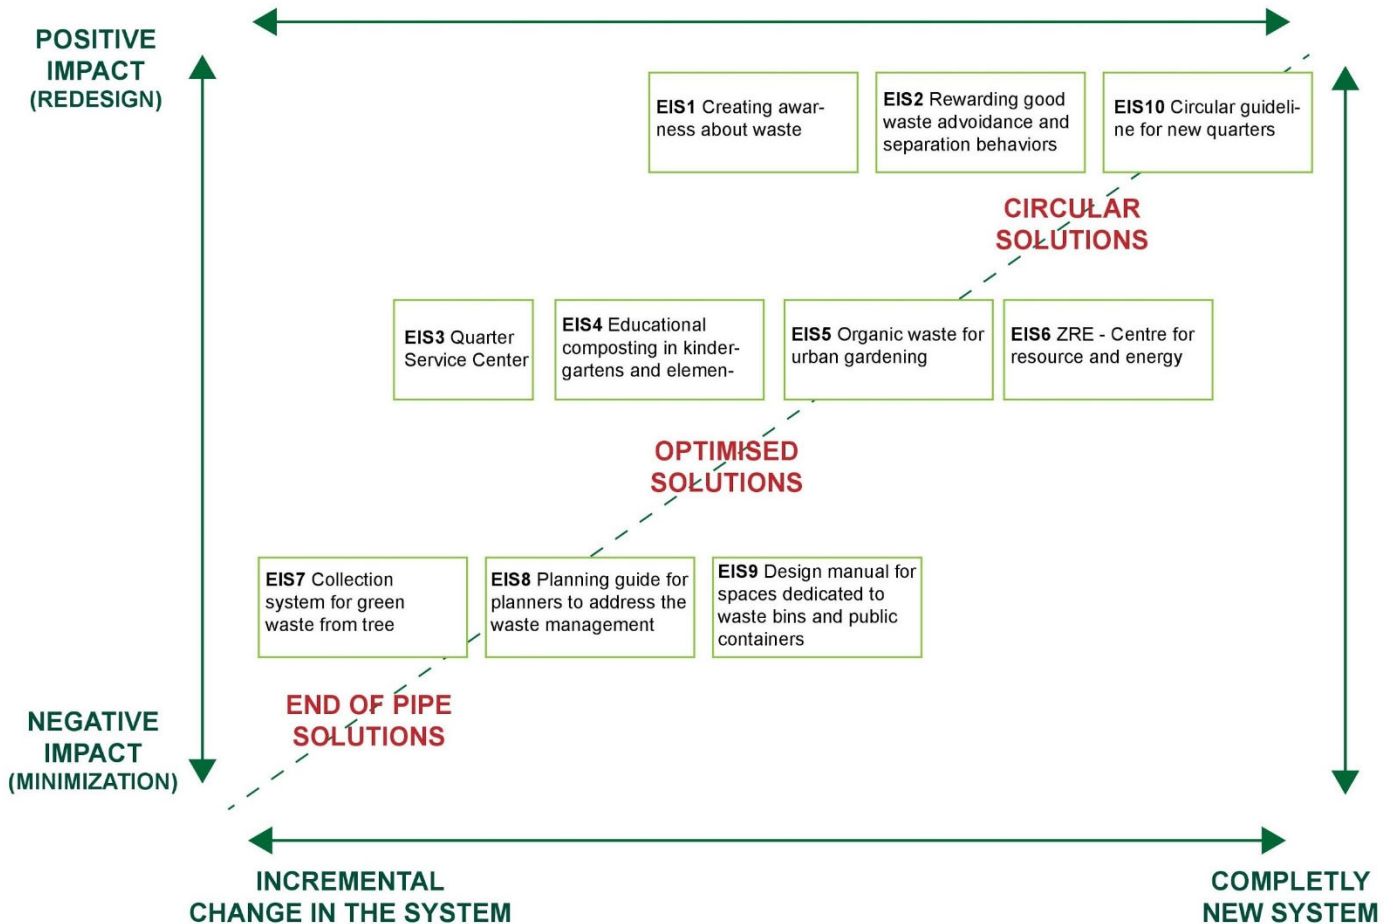 POSITIVE
IMPACT
(REDESIGN)
EIS1 Creating awar-
ness about waste
EIS2 Rewarding good
waste advoidance and
separation behaviors
EIS10 Circular guideli-
ne for new quarters
CIRCULAR
SOLUTIONS
EIS3 Quarter
Service Center
EIS4 Educational
composting in kinder-
gartens and elemen-
EIS5 Organic waste for
urban gardening
EIS6 ZRE - Centre for
resource and energy
OPTIMISED
SOLUTIONS
EIS7 Collection
system for green
waste from tree
EIS8 Planning guide for
planners to address the
waste management
EIS9 Design manual for
spaces dedicated to
waste bins and public
containers
END OF PIPE
SOLUTIONS
NEGATIVE
IMPACT
(MINIMIZATION)
INCREMENTAL
CHANGE IN THE SYSTEM
COMPLETLY
NEW SYSTEM